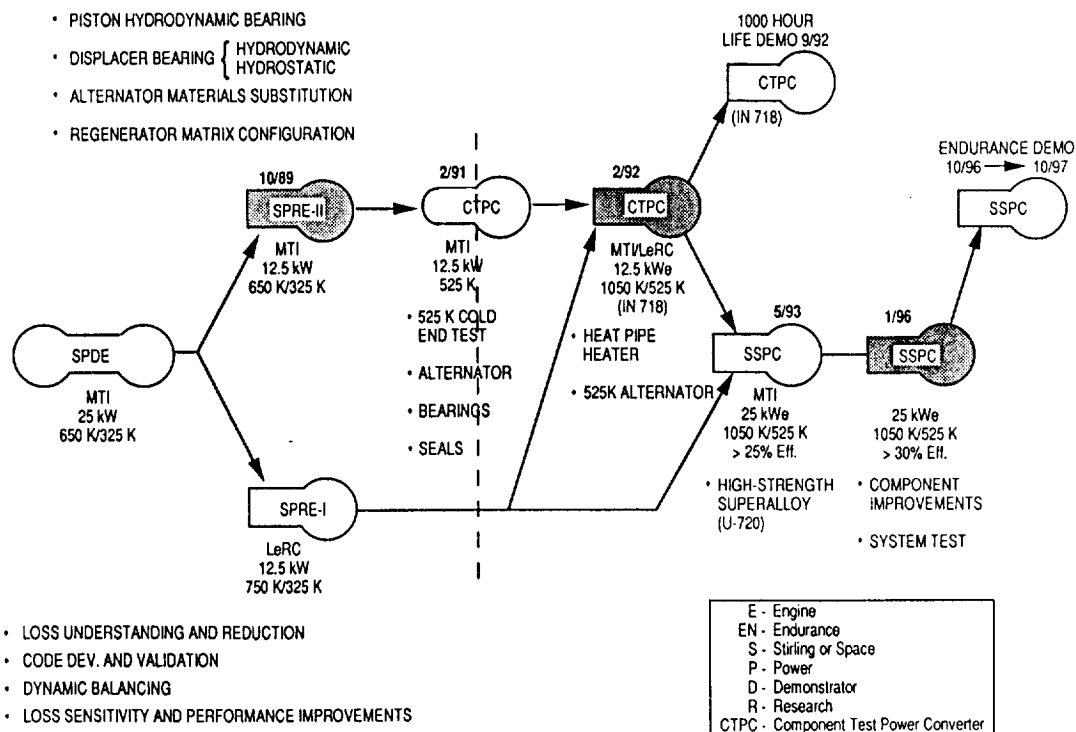 • PISTON HYDRODYNAMIC BEARING
• DISPLACER BEARING { HYDRODYNAMIC
HYDROSTATIC
• ALTERNATOR MATERIALS SUBSTITUTION
• REGENERATOR MATRIX CONFIGURATION
1000 HOUR
LIFE DEMO 9/92
CTPC
(IN 718)
ENDURANCE DEMO
10/96 → 10/97
SSPC
10/89
SPRE-II
MTI
12.5 kW
650 K/325 K
2/91
CTPC
MTI
12.5 kW
525 K
• 525 K COLD
END TEST
• ALTERNATOR
• BEARINGS
• SEALS
2/92
CTPC
MTI/LeRC
12.5 kWe
1050 K/525 K
(IN 718)
• HEAT PIPE
HEATER
• 525K ALTERNATOR
SPDE
MTI
25 kW
650 K/325 K
5/93
SSPC
MTI
25 kWe
1050 K/525 K
> 25% Eff.
• HIGH-STRENGTH
SUPERALLOY
(U-720)
1/96
SSPC
25 kWe
1050 K/525 K
> 30% Eff.
• COMPONENT
IMPROVEMENTS
• SYSTEM TEST
SPRE-I
LeRC
12.5 kW
750 K/325 K
• LOSS UNDERSTANDING AND REDUCTION
• CODE DEV. AND VALIDATION
• DYNAMIC BALANCING
• LOSS SENSITIVITY AND PERFORMANCE IMPROVEMENTS
E - Engine
EN - Endurance
S - Stirling or Space
P - Power
D - Demonstrator
R - Research
CTPC - Component Test Power Converter